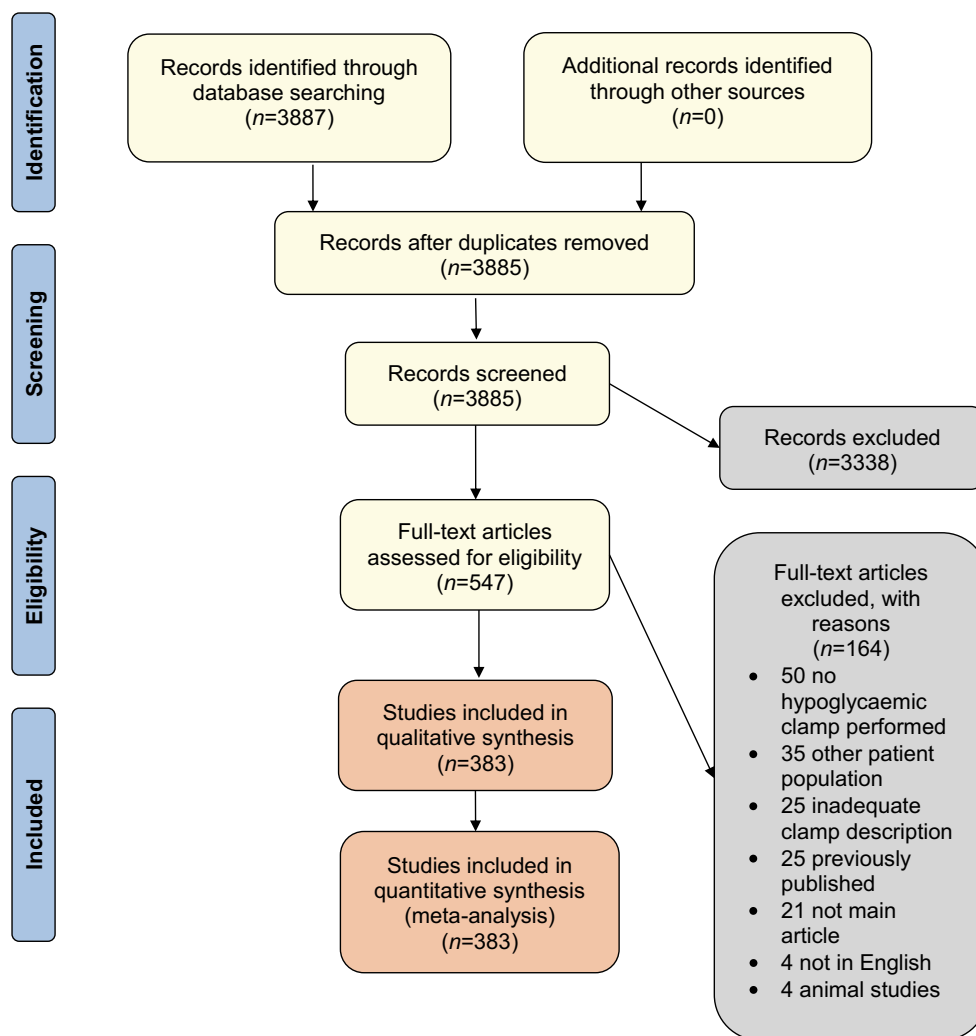 Identification
Records identified through
database searching
(n=3887)
Additional records identified
through other sources
(n=0)
Records after duplicates removed
(n=3885)
Screening
Records screened
(n=3885)
Records excluded
(n=3338)
Eligibility
Full-text articles
assessed for eligibility
(n=547)
Full-text articles
excluded, with
reasons
(n=164)
• 50 no
hypoglycaemic
clamp performed
• 35 other patient
population
• 25 inadequate
clamp description
• 25 previously
published
• 21 not main
article
• 4 not in English
• 4 animal studies
Included
Studies included in
qualitative synthesis
(n=383)
Studies included in
quantitative synthesis
(meta-analysis)
(n=383)